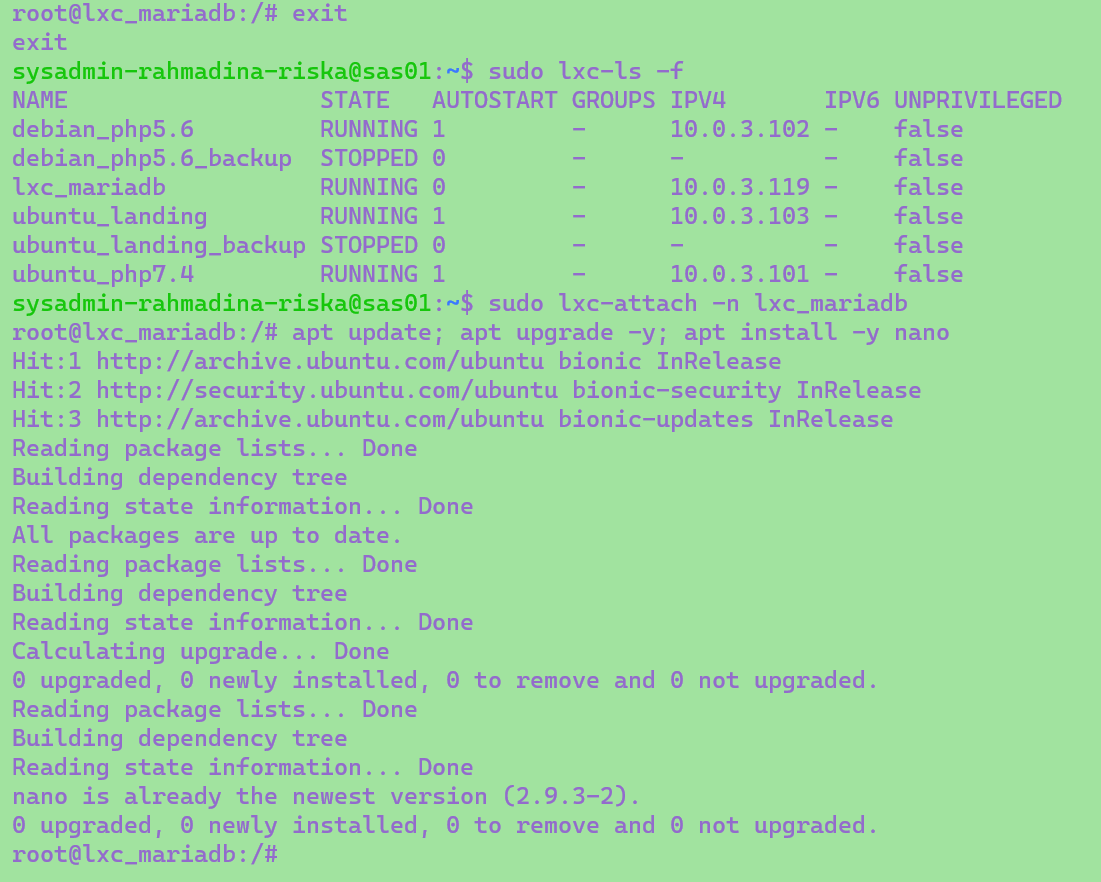 root@lxc_mariadb:/# exit
exit
sysadmin-rahmadina-riska@sas01:~$ sudo lxc-ls -f
NAME                  STATE   AUTOSTART GROUPS IPV4       IPV6 UNPRIVILEGED
debian_php5.6         RUNNING 1         -      10.0.3.102 -    false
debian_php5.6_backup  STOPPED 0         -      -          -    false
lxc_mariadb           RUNNING 0         -      10.0.3.119 -    false
ubuntu_landing        RUNNING 1         -      10.0.3.103 -    false
ubuntu_landing_backup STOPPED 0         -      -          -    false
ubuntu_php7.4         RUNNING 1         -      10.0.3.101 -    false
sysadmin-rahmadina-riska@sas01:~$ sudo lxc-attach -n lxc_mariadb
root@lxc_mariadb:/# apt update; apt upgrade -y; apt install -y nano
Hit:1 http://archive.ubuntu.com/ubuntu bionic InRelease
Hit:2 http://security.ubuntu.com/ubuntu bionic-security InRelease
Hit:3 http://archive.ubuntu.com/ubuntu bionic-updates InRelease
Reading package lists... Done
Building dependency tree
Reading state information... Done
All packages are up to date.
Reading package lists... Done
Building dependency tree
Reading state information... Done
Calculating upgrade... Done
0 upgraded, 0 newly installed, 0 to remove and 0 not upgraded.
Reading package lists... Done
Building dependency tree
Reading state information... Done
nano is already the newest version (2.9.3-2).
0 upgraded, 0 newly installed, 0 to remove and 0 not upgraded.
root@lxc_mariadb:/#